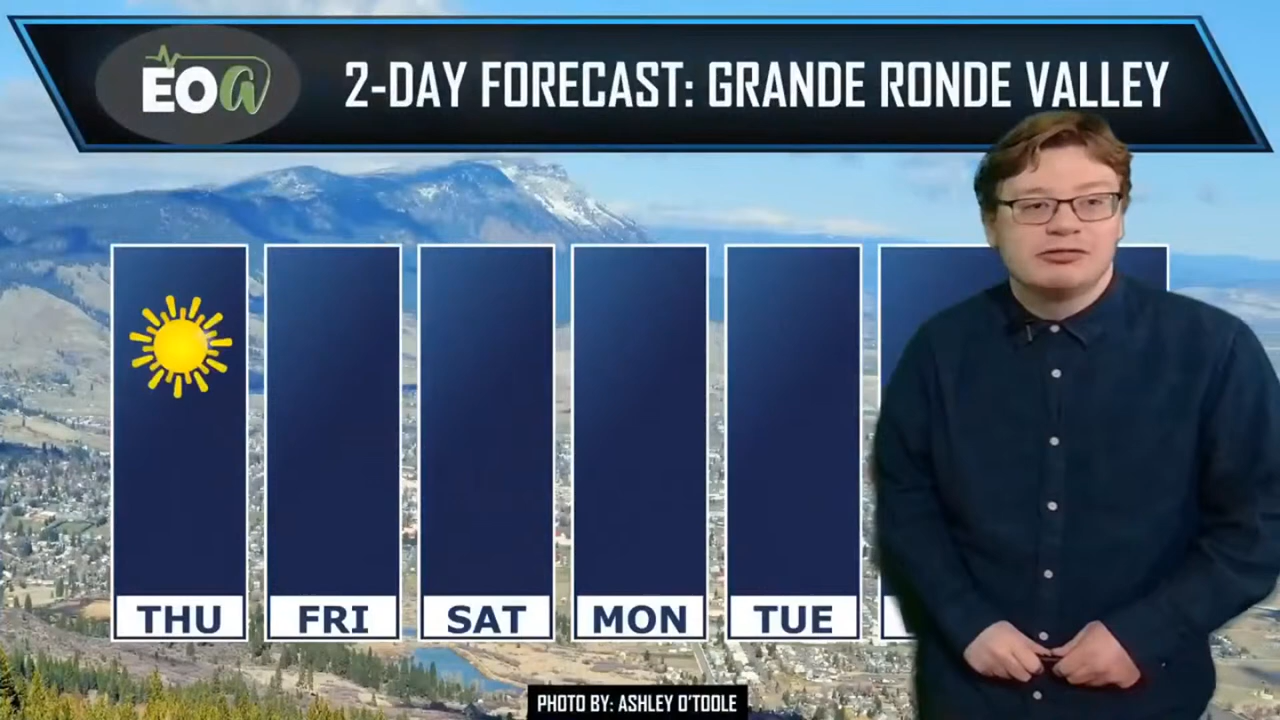 EOa
2-DAY FORECAST: GRANDE RONDE VALLEY
THU
FRI
SAT
MON
TUE
PHOTO BY: ASHLEY O'TOOLE